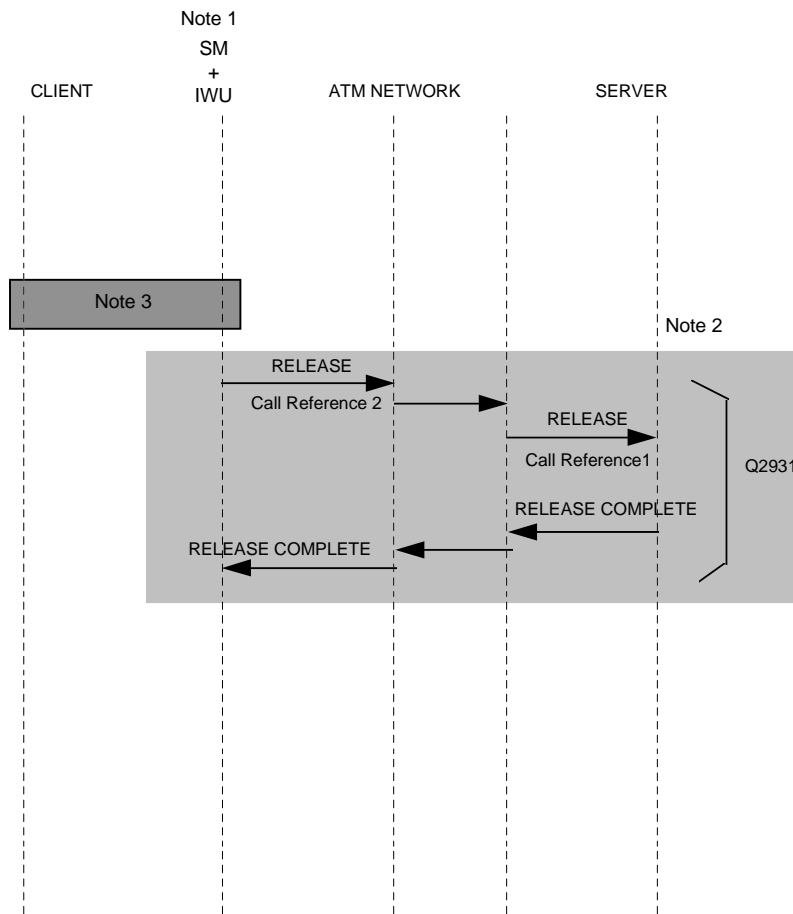 Note 1
SM
+
IWU
CLIENT
ATM NETWORK
SERVER
Note 3
Note 2
RELEASE
Call Reference 2
RELEASE
Call Reference1
Q2931
RELEASE COMPLETE
RELEASE COMPLETE